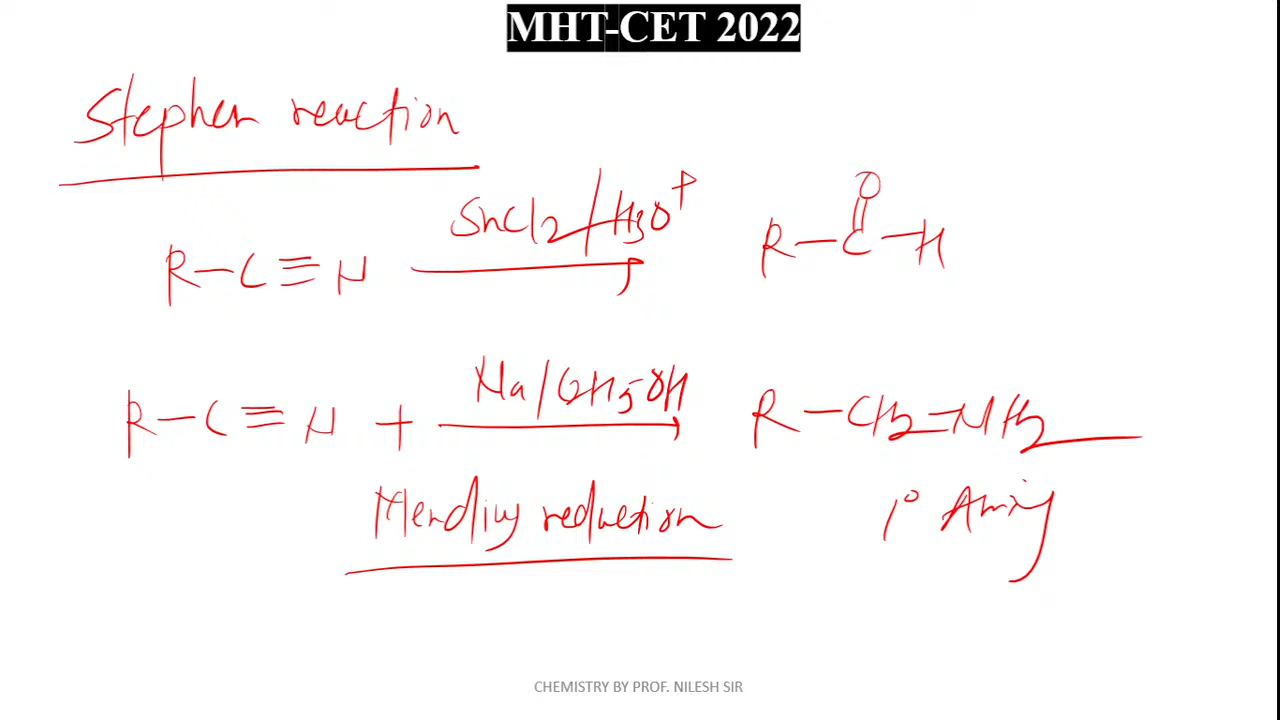 MHT-CET 2022
Stephen reaction
R-C≡N SnCl2/H3O+ R-C-H
O
R-C≡N + Na/C2H5OH R-CH2-NH2
Mendius reduction 1° Amine
CHEMISTRY BY PROF. NILESH SIR